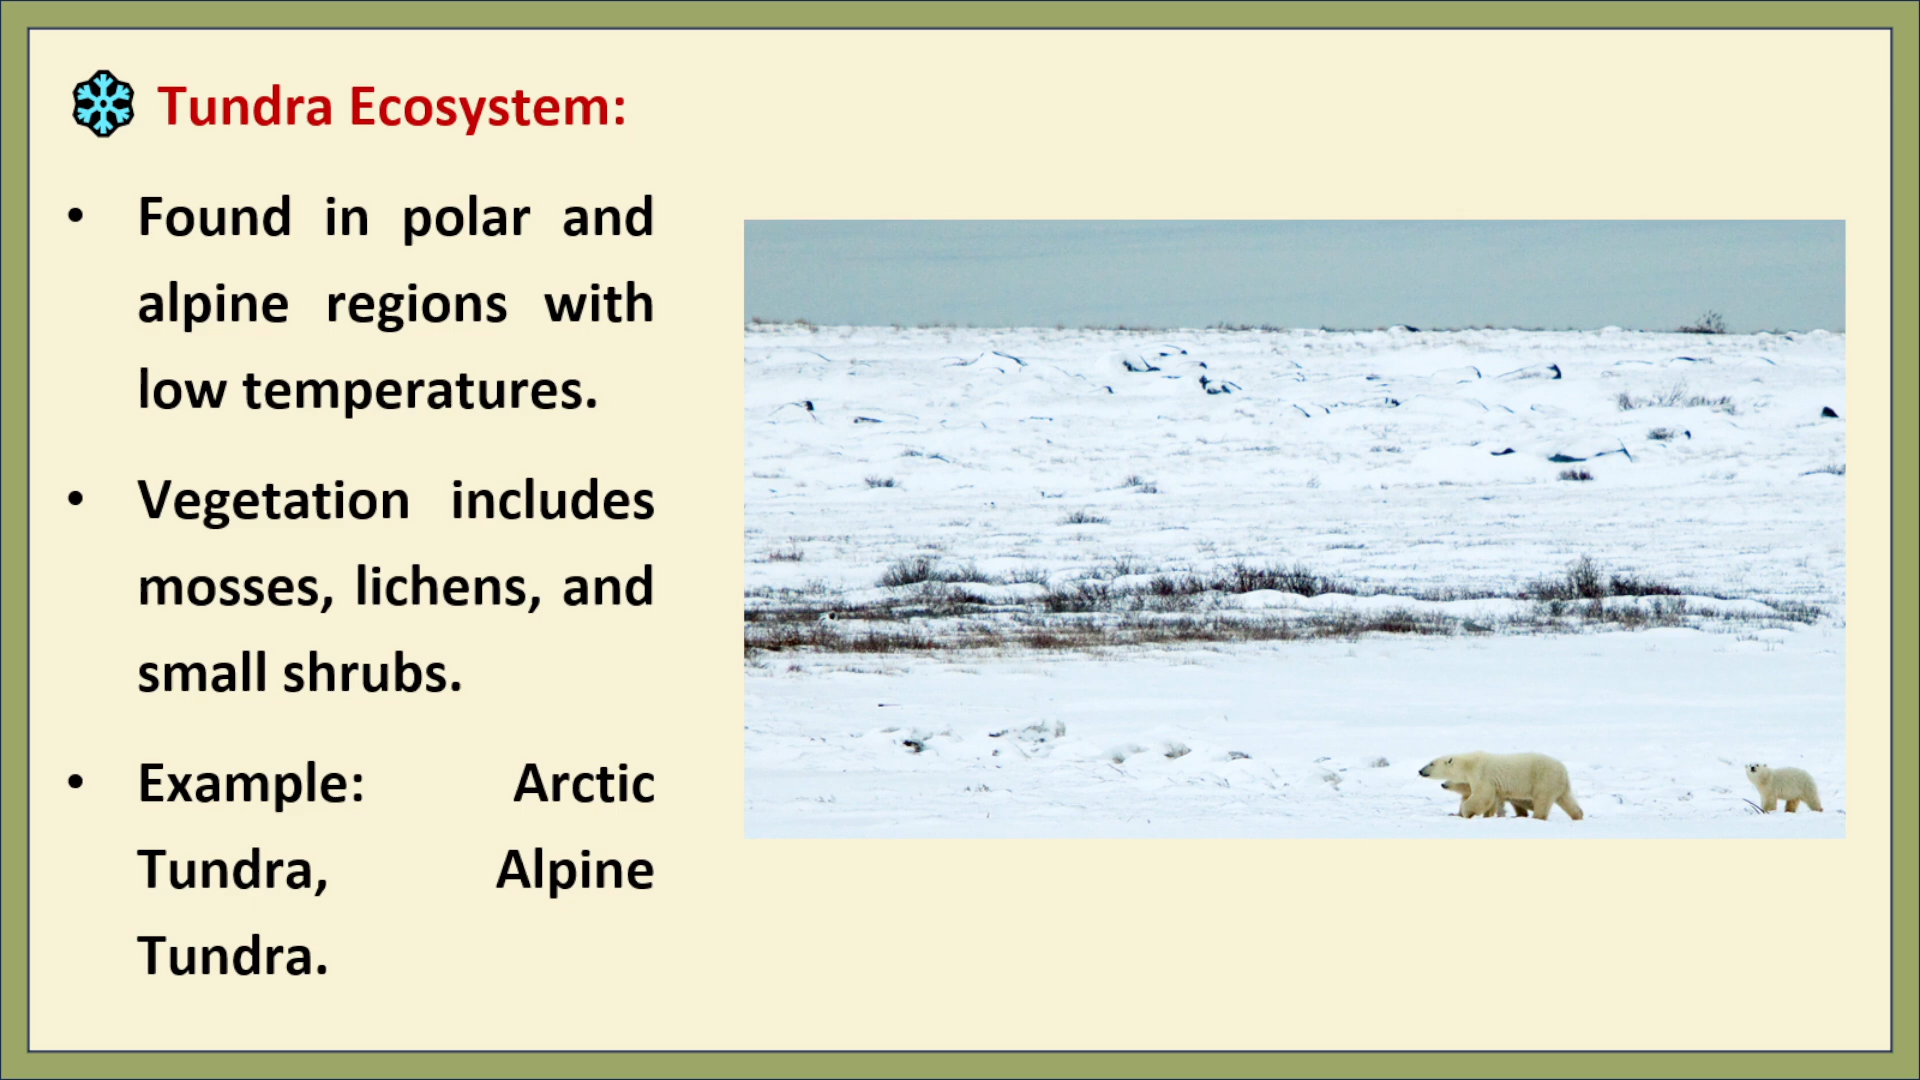 Tundra Ecosystem:
• Found in polar and
alpine regions with
low temperatures.
• Vegetation includes
mosses, lichens, and
small shrubs.
• Example: Arctic
Tundra, Alpine
Tundra.